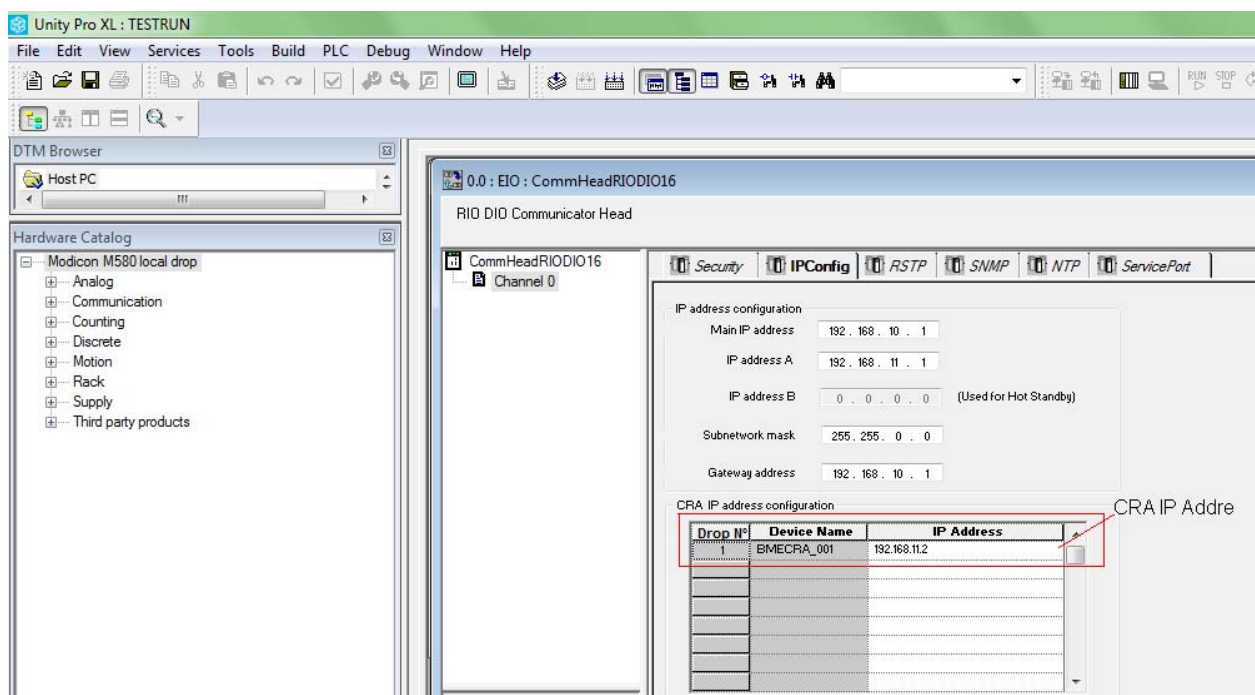 Unity Pro XL : TESTRUN
File Edit View Services Tools Build PLC Debug Window Help
RUN STOP
DTM Browser
Host PC
Hardware Catalog
Modicon M580 local drop
Analog
Communication
Counting
Discrete
Motion
Rack
Supply
Third party products
0.0 : EIO : CommHeadRIODIO16
RIO DIO Communicator Head
CommHeadRIODIO16
Channel 0
Security IPConfig RSTP SNMP NTP ServicePort
IP address configuration
Main IP address 192 . 168 . 10 . 1
IP address A 192 . 168 . 11 . 1
IP address B 0 . 0 . 0 . 0 (Used for Hot Standby)
Subnetwork mask 255 . 255 . 0 . 0
Gateway address 192 . 168 . 10 . 1
CRA IP address configuration
CRA IP Addre
Drop Nº Device Name IP Address
1 BMECRA_001 192.168.11.2